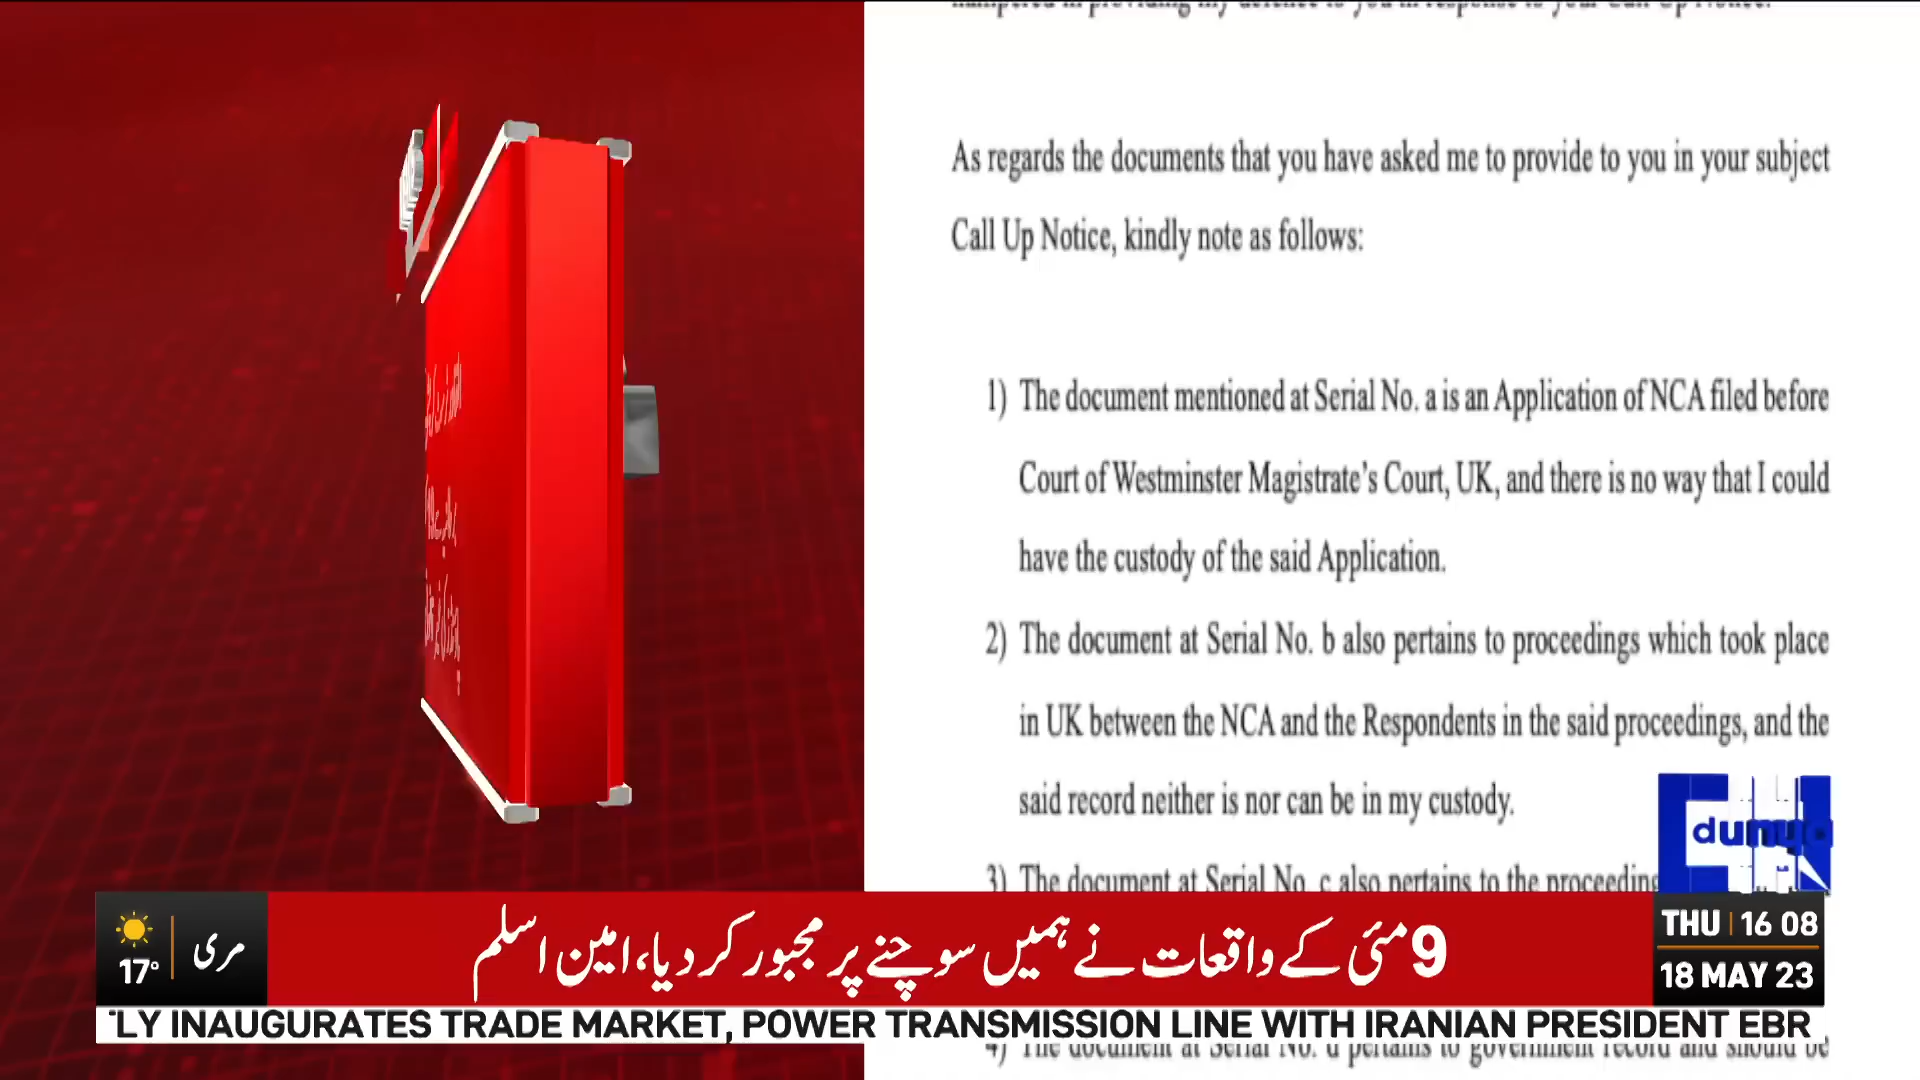 As regards the documents that you have asked me to provide to you in your subject
Call Up Notice, kindly note as follows:
1) The document mentioned at Serial No. a is an Application of NCA filed before
Court of Westminster Magistrate's Court, UK, and there is no way that I could
have the custody of the said Application.
2) The document at Serial No. b also pertains to proceedings which took place
in UK between the NCA and the Respondents in the said proceedings, and the
said record neither is nor can be in my custody.
3) The document at Serial No. c also pertains to the proceeding
dunya
9 مئی کے واقعات نے ہمیں سوچنے پر مجبور کر دیا، امین اسلم
مری
17°
THU 16 08
18 MAY 23
LY INAUGURATES TRADE MARKET, POWER TRANSMISSION LINE WITH IRANIAN PRESIDENT EBR
4) The document at Serial No. d pertains to government record and should be